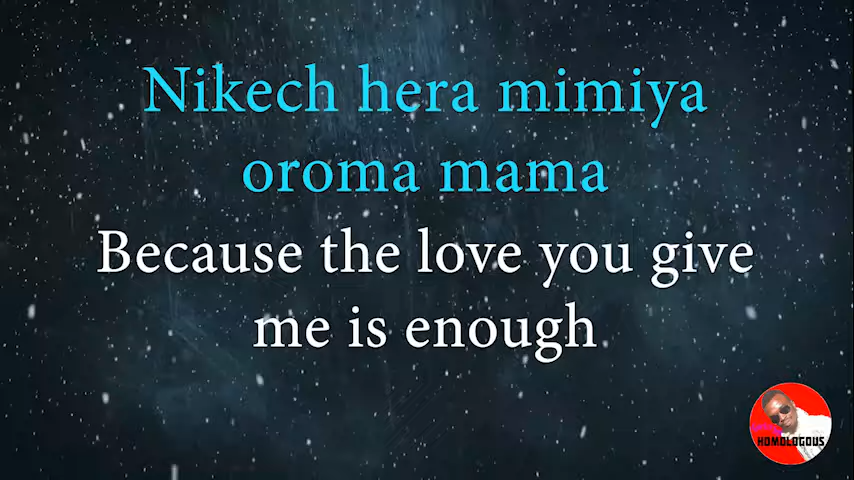 Nikech hera mimiya
oroma mama
Because the love you give
me is enough
HOMOLOGOUS